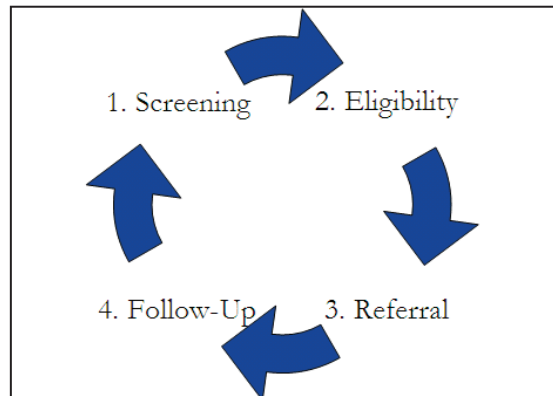 1. Screening
2. Eligibility
3. Referral
4. Follow-Up